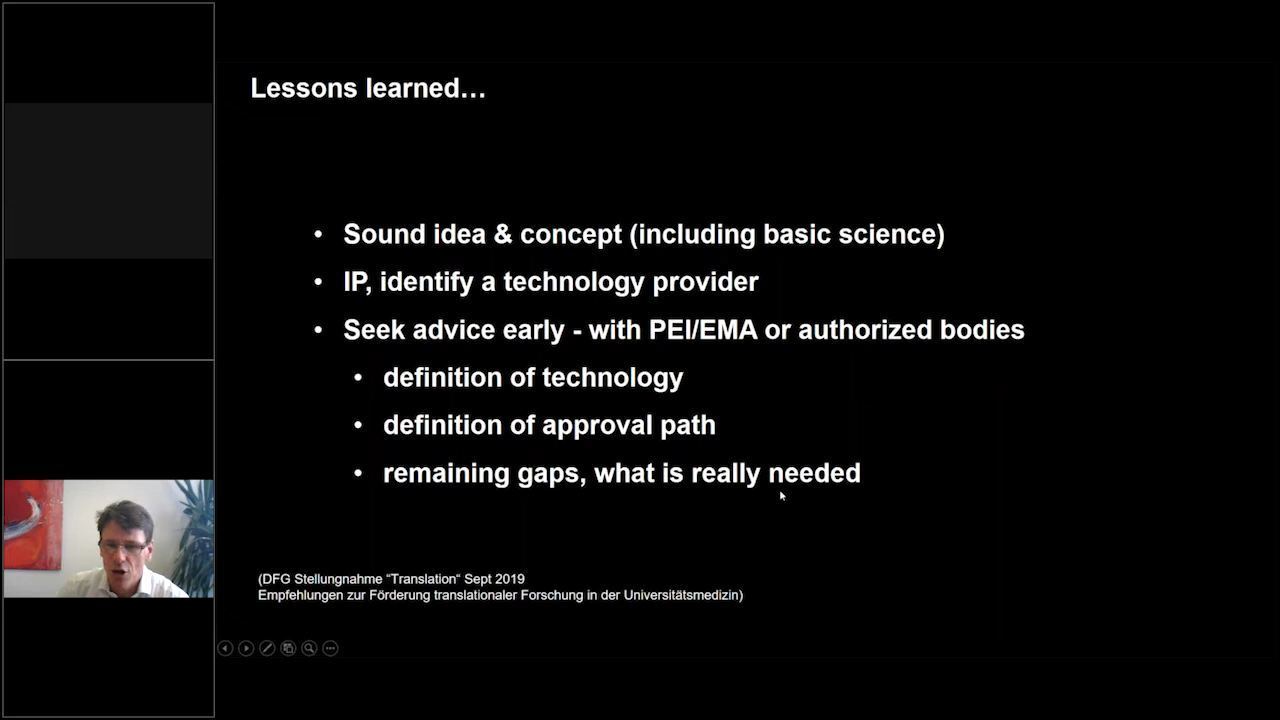 Lessons learned…
• Sound idea & concept (including basic science)
• IP, identify a technology provider
• Seek advice early - with PEI/EMA or authorized bodies
• definition of technology
• definition of approval path
• remaining gaps, what is really needed
(DFG Stellungnahme “Translation“ Sept 2019
Empfehlungen zur Förderung translationaler Forschung in der Universitätsmedizin)